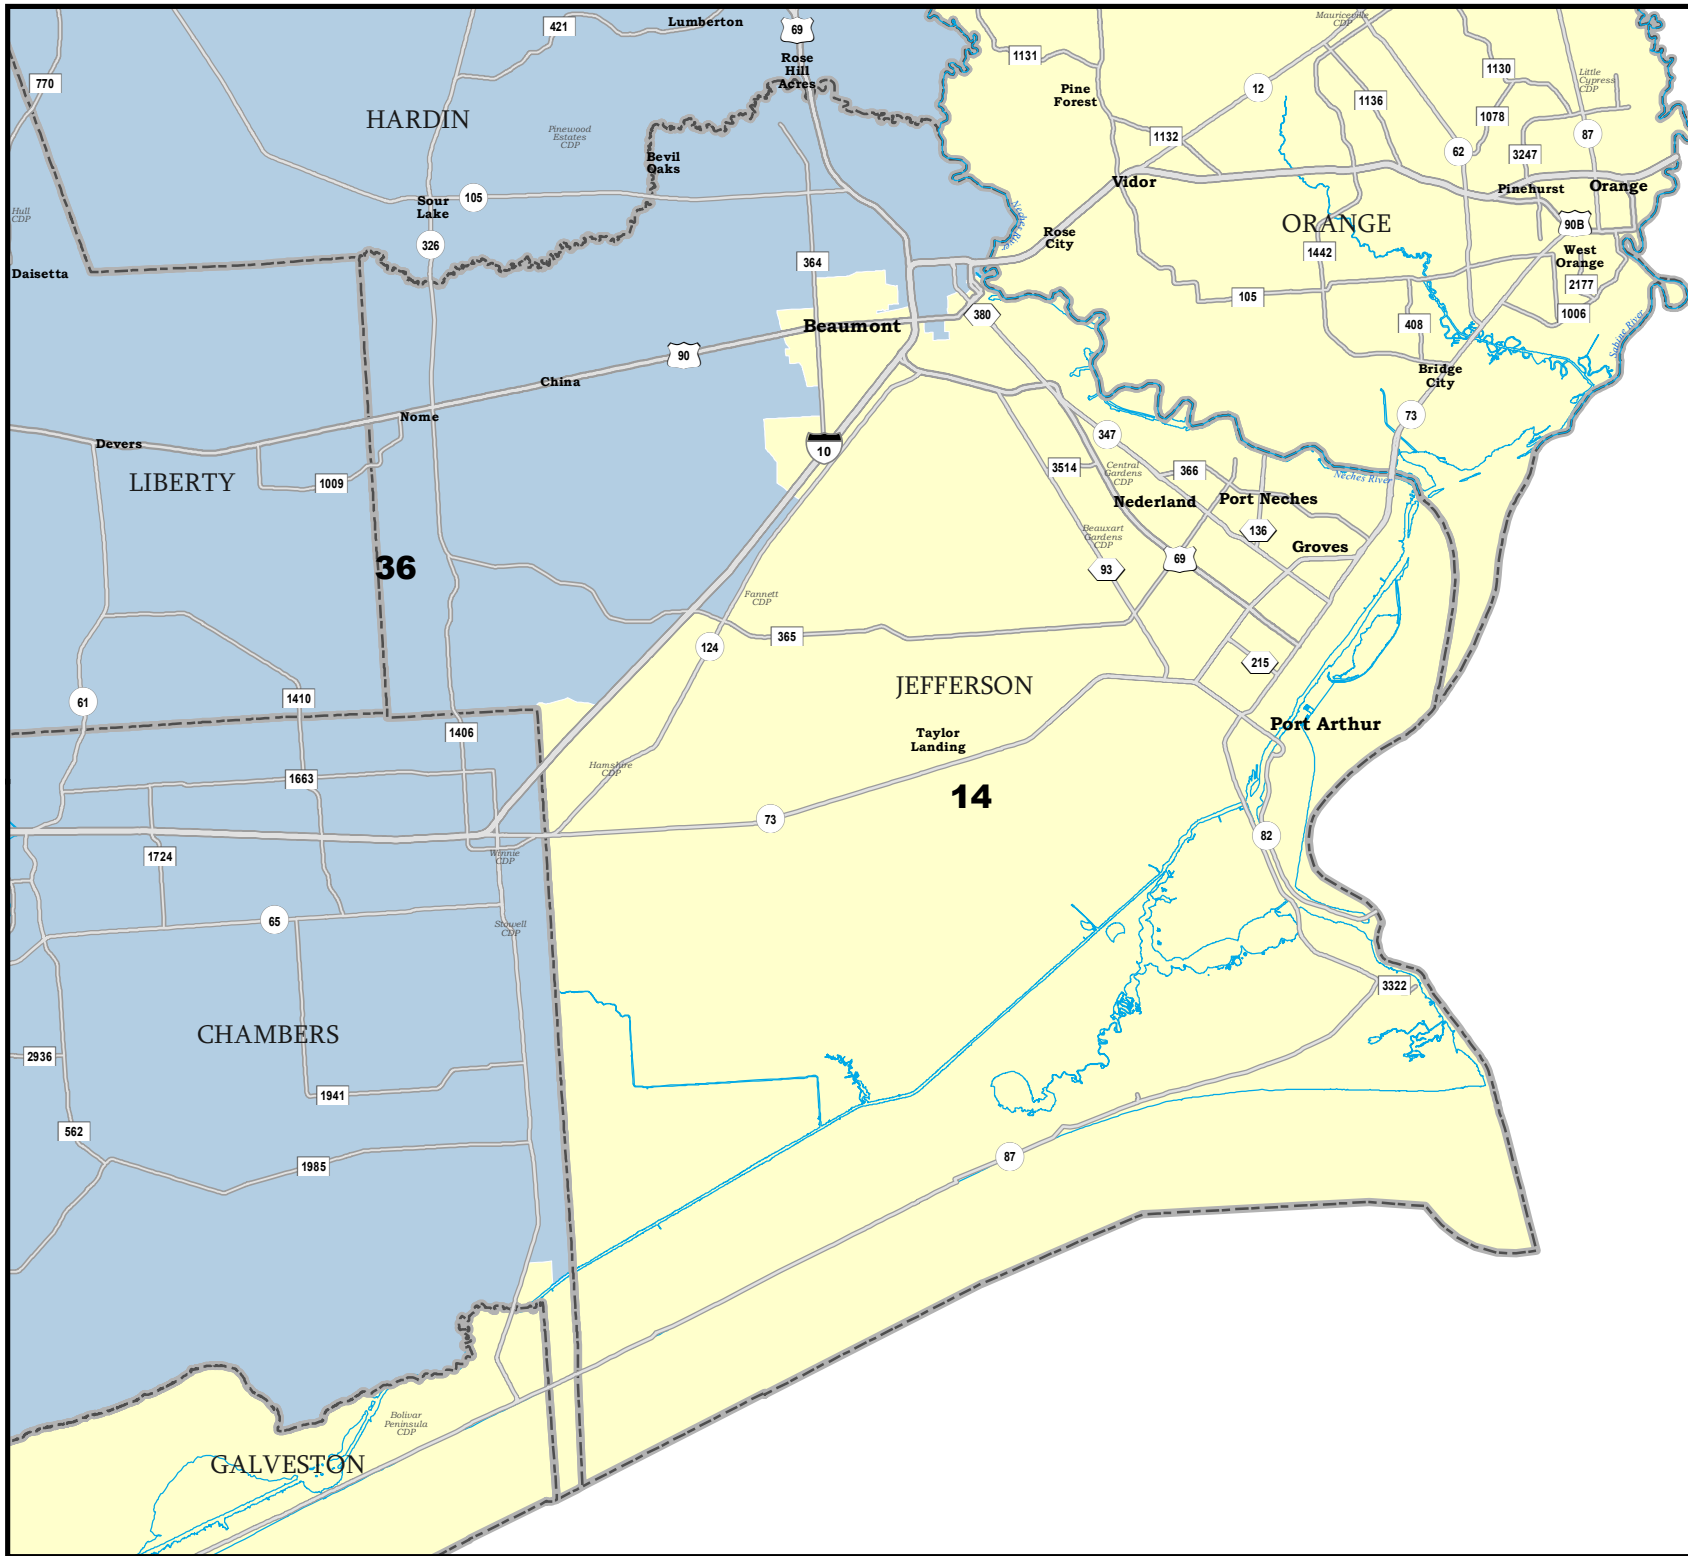 421
Lumberton
69
Mauriceville
CDP
770
1131
Rose
Hill
Acres
1130
Little
Cypress
CDP
12
Pine
Forest
1136
1078
HARDIN
Pinewood
Estates
CDP
1132
87
62
3247
Bevil
Oaks
Vidor
Pinehurst
Orange
105
Sour
Lake
Hull
CDP
Neches River
ORANGE
90B
326
Rose
City
1442
West
Orange
364
Daisetta
2177
105
380
1006
408
Beaumont
Sabine River
90
Bridge
City
China
73
Nome
347
Devers
10
3514
Central
Gardens
CDP
366
Neches River
LIBERTY
1009
Nederland
Port Neches
136
Beauxart
Gardens
CDP
Groves
69
36
93
Fannett
CDP
124
365
215
JEFFERSON
61
1410
Port Arthur
1406
Taylor
Landing
Hamshire
CDP
1663
14
73
82
1724
Winnie
CDP
65
Stowell
CDP
3322
CHAMBERS
2936
1941
562
87
1985
Bolivar
Peninsula
CDP
GALVESTON